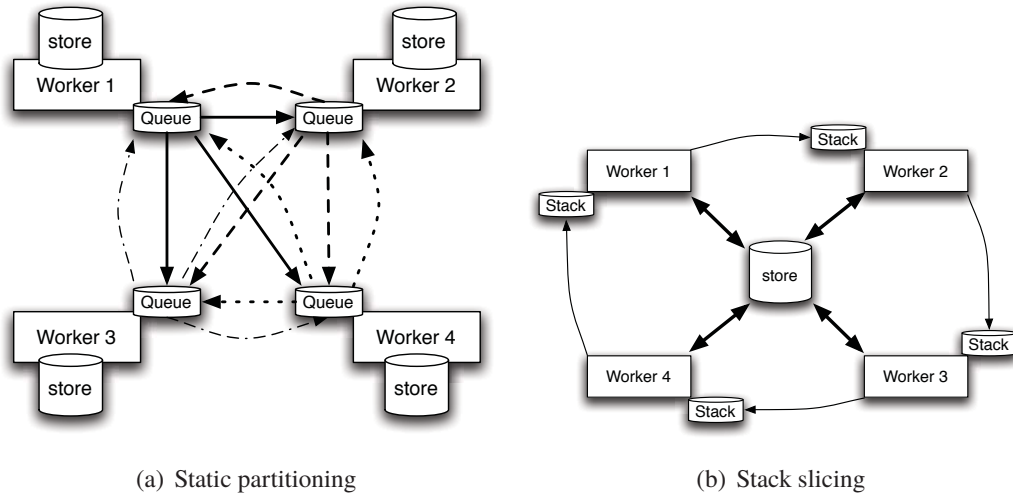 store
store
Worker 1
Worker 2
Queue
Queue
Queue
Queue
Worker 3
Worker 4
store
store
(a) Static partitioning
Stack
Worker 1
Worker 2
Stack
store
Stack
Worker 4
Worker 3
Stack
(b) Stack slicing